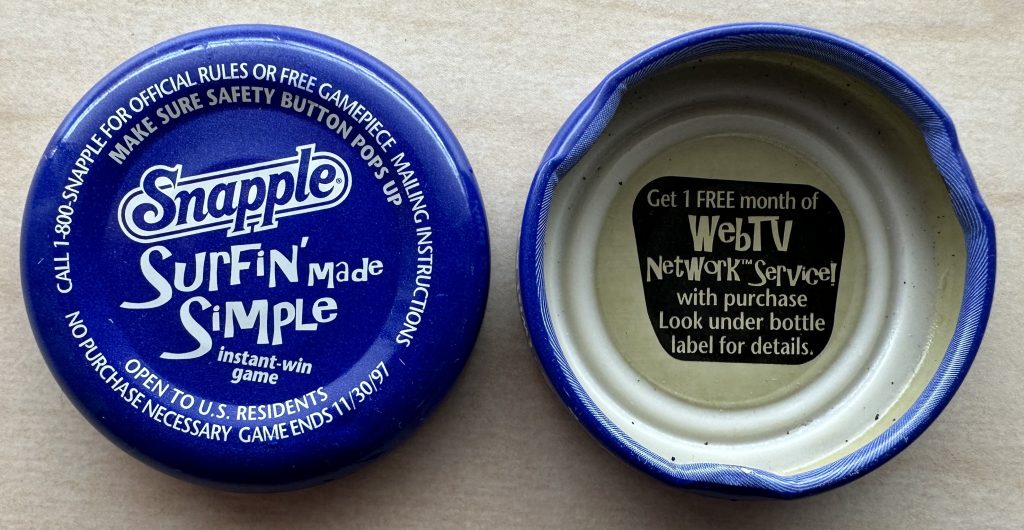 CALL 1-800-SNAPPLE FOR OFFICIAL RULES OR FREE GAMEPIECE MAILING INSTRUCTIONS
MAKE SURE SAFETY BUTTON POPS UP
Snapple®
SURFIN' MADE
SIMPLE
instant-win
game
OPEN TO U.S. RESIDENTS
NO PURCHASE NECESSARY GAME ENDS 11/30/97
Get 1 FREE month of
WebTV
Network™ Service!
with purchase
Look under bottle
label for details.